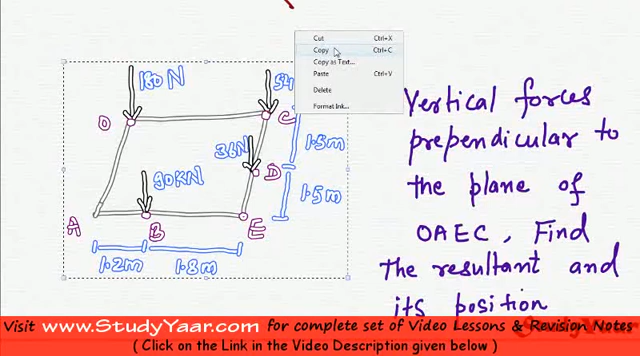 Cut Ctrl+X
Copy Ctrl+C
Copy as Text...
Paste Ctrl+V
Delete
Format Ink...
180N
54
O
C
36N
1.5m
90KN
D
1.5m
A
B
E
1.2m
1.8m
Vertical forces
prependicular to
the plane of
OAEC, Find
The resultant and
its position
Visit www.StudyYaar.com for complete set of Video Lessons & Revision Notes
( Click on the Link in the Video Description given below )